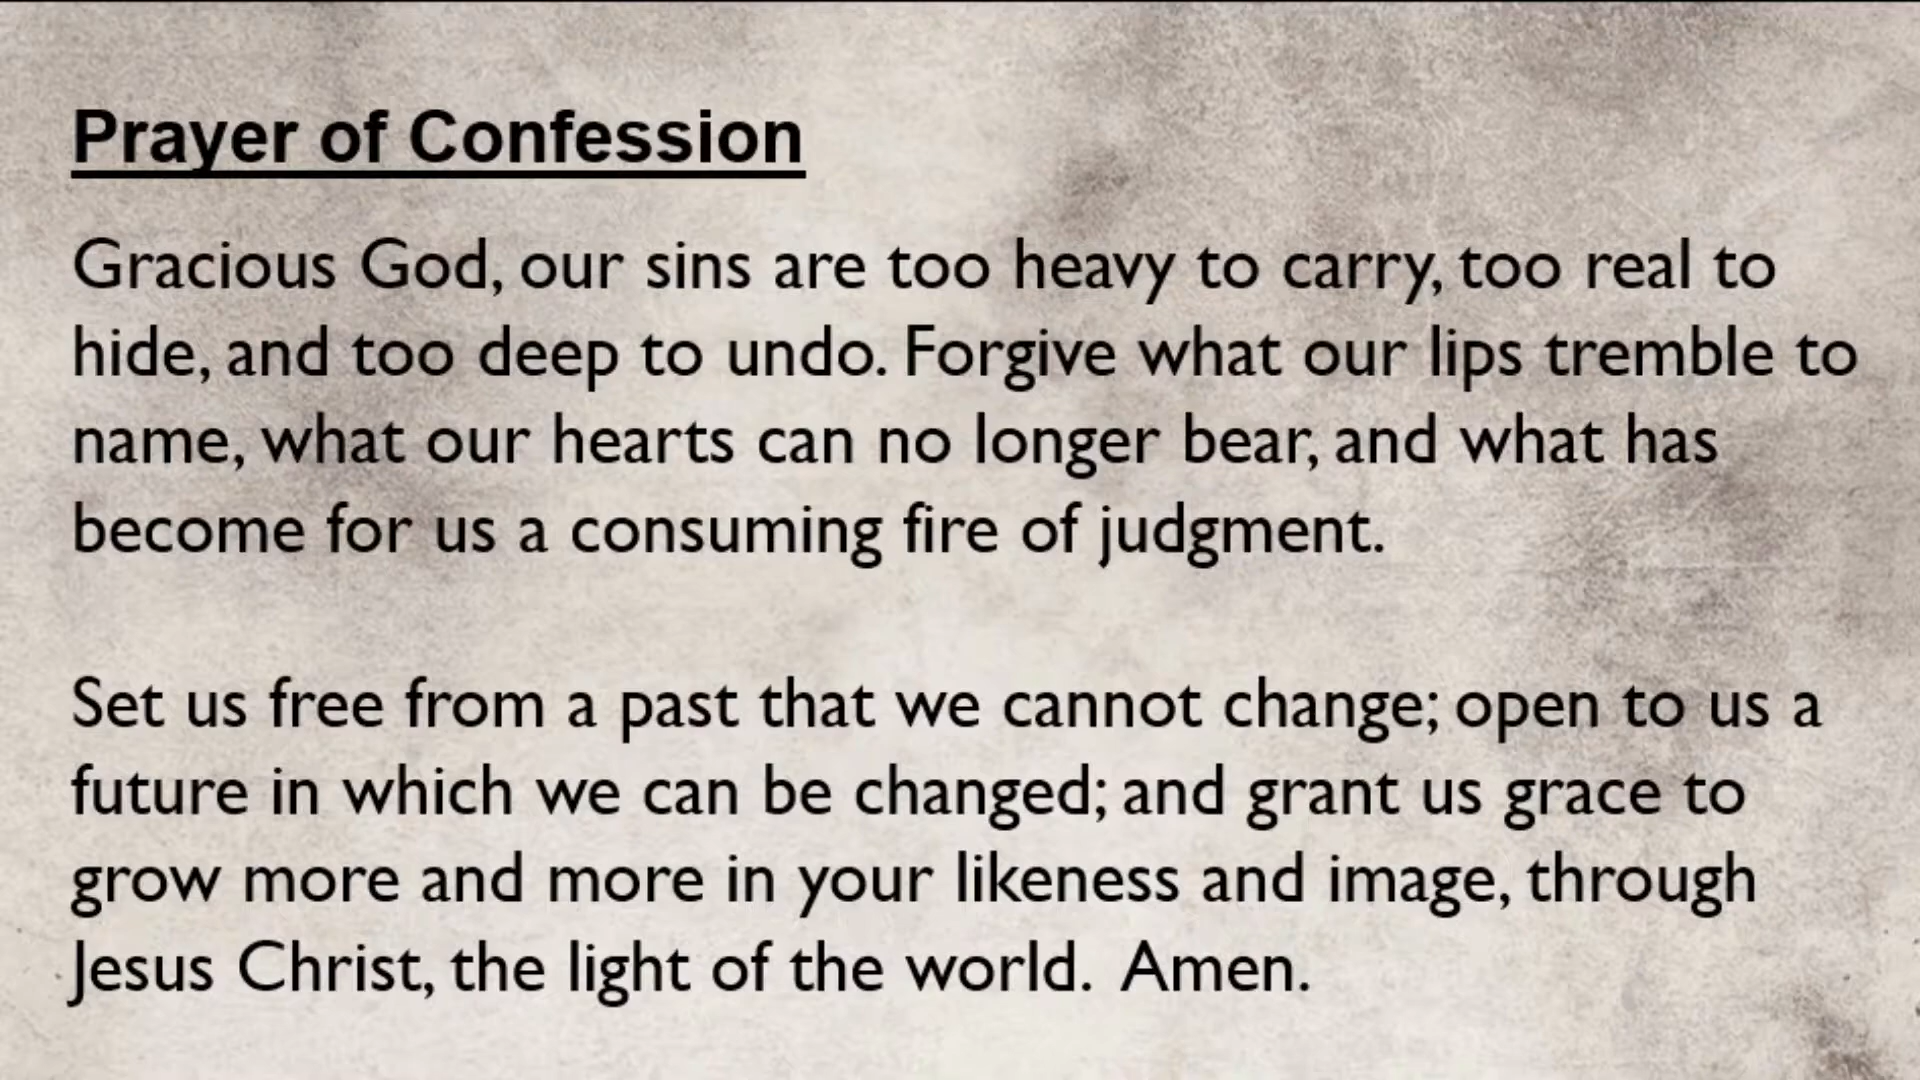 Prayer of Confession
Gracious God, our sins are too heavy to carry, too real to
hide, and too deep to undo. Forgive what our lips tremble to
name, what our hearts can no longer bear, and what has
become for us a consuming fire of judgment.
Set us free from a past that we cannot change; open to us a
future in which we can be changed; and grant us grace to
grow more and more in your likeness and image, through
Jesus Christ, the light of the world.  Amen.